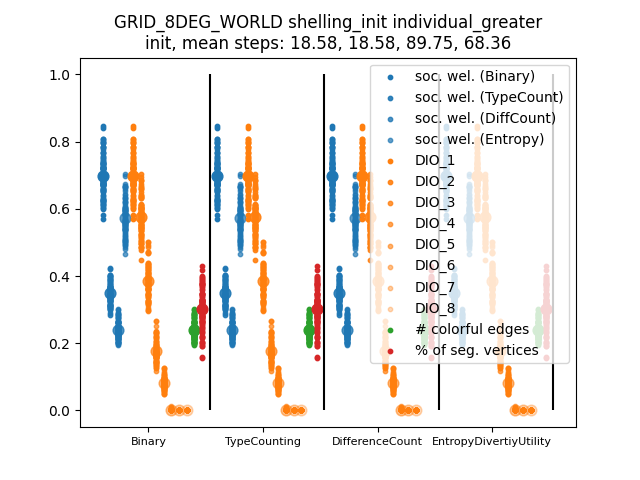 GRID_8DEG_WORLD shelling_init individual_greater
init, mean steps: 18.58, 18.58, 89.75, 68.36
1.0
0.8
0.6
0.4
0.2
0.0
soc. wel. (Binary)
soc. wel. (TypeCount)
soc. wel. (DiffCount)
soc. wel. (Entropy)
DIO_1
DIO_2
DIO_3
DIO_4
DIO_5
DIO_6
DIO_7
DIO_8
# colorful edges
% of seg. vertices
Binary
TypeCounting
DifferenceCount
EntropyDivertiyUtility